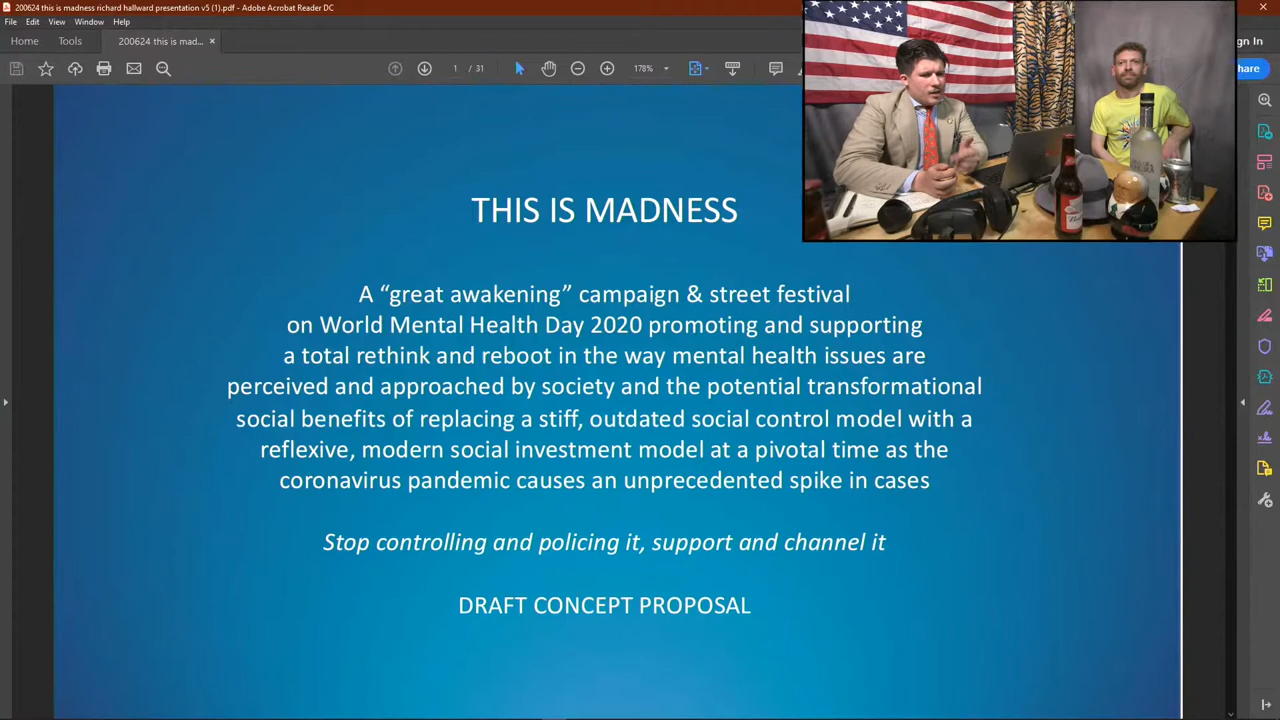 200624 this is madness richard hallward presentation v5 (1).pdf - Adobe Acrobat Reader DC
File Edit View Window Help
Home Tools 200624 this is mad... Sign In
1 / 31 178% Share
THIS IS MADNESS
A “great awakening” campaign & street festival
on World Mental Health Day 2020 promoting and supporting
a total rethink and reboot in the way mental health issues are
perceived and approached by society and the potential transformational
social benefits of replacing a stiff, outdated social control model with a
reflexive, modern social investment model at a pivotal time as the
coronavirus pandemic causes an unprecedented spike in cases
Stop controlling and policing it, support and channel it
DRAFT CONCEPT PROPOSAL